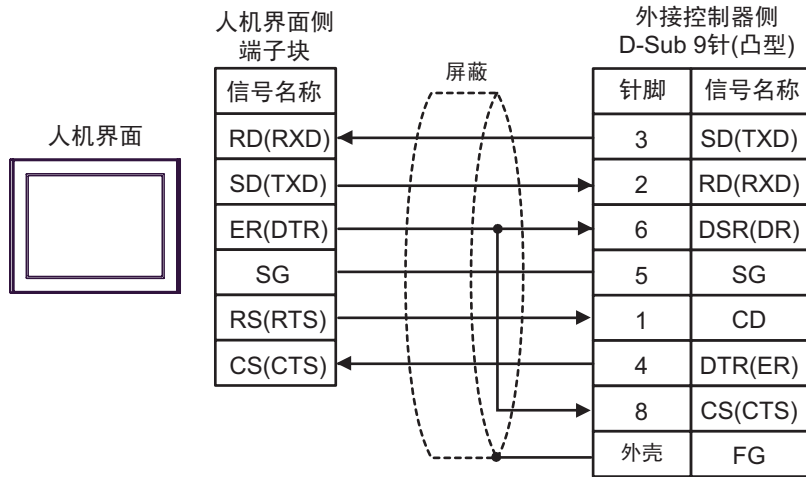 人机界面侧
端子块
外接控制器侧
D-Sub 9针(凸型)
屏蔽
人机界面
信号名称
RD(RXD)
SD(TXD)
ER(DTR)
SG
RS(RTS)
CS(CTS)
针脚 信号名称
3 SD(TXD)
2 RD(RXD)
6 DSR(DR)
5 SG
1 CD
4 DTR(ER)
8 CS(CTS)
外壳 FG